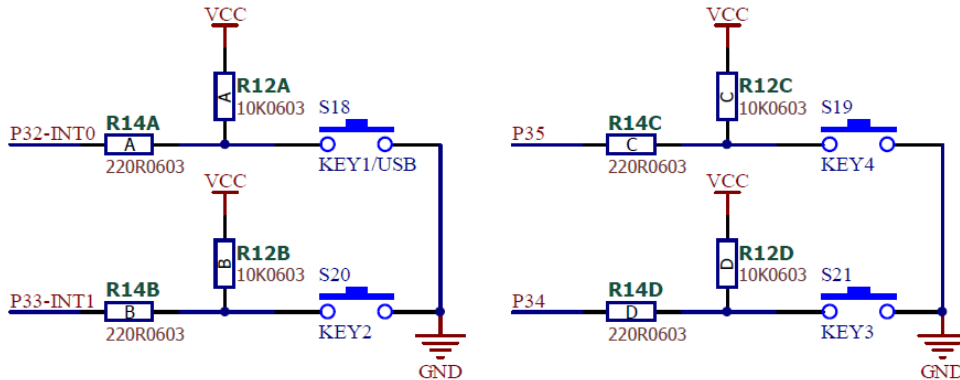 VCC
R12A
A
10K0603
S18
P32-INT0
R14A
A
220R0603
KEY1/USB
VCC
R12B
B
10K0603
S20
P33-INT1
R14B
B
220R0603
KEY2
GND
VCC
R12C
C
10K0603
S19
P35
R14C
C
220R0603
KEY4
VCC
R12D
D
10K0603
S21
P34
R14D
D
220R0603
KEY3
GND